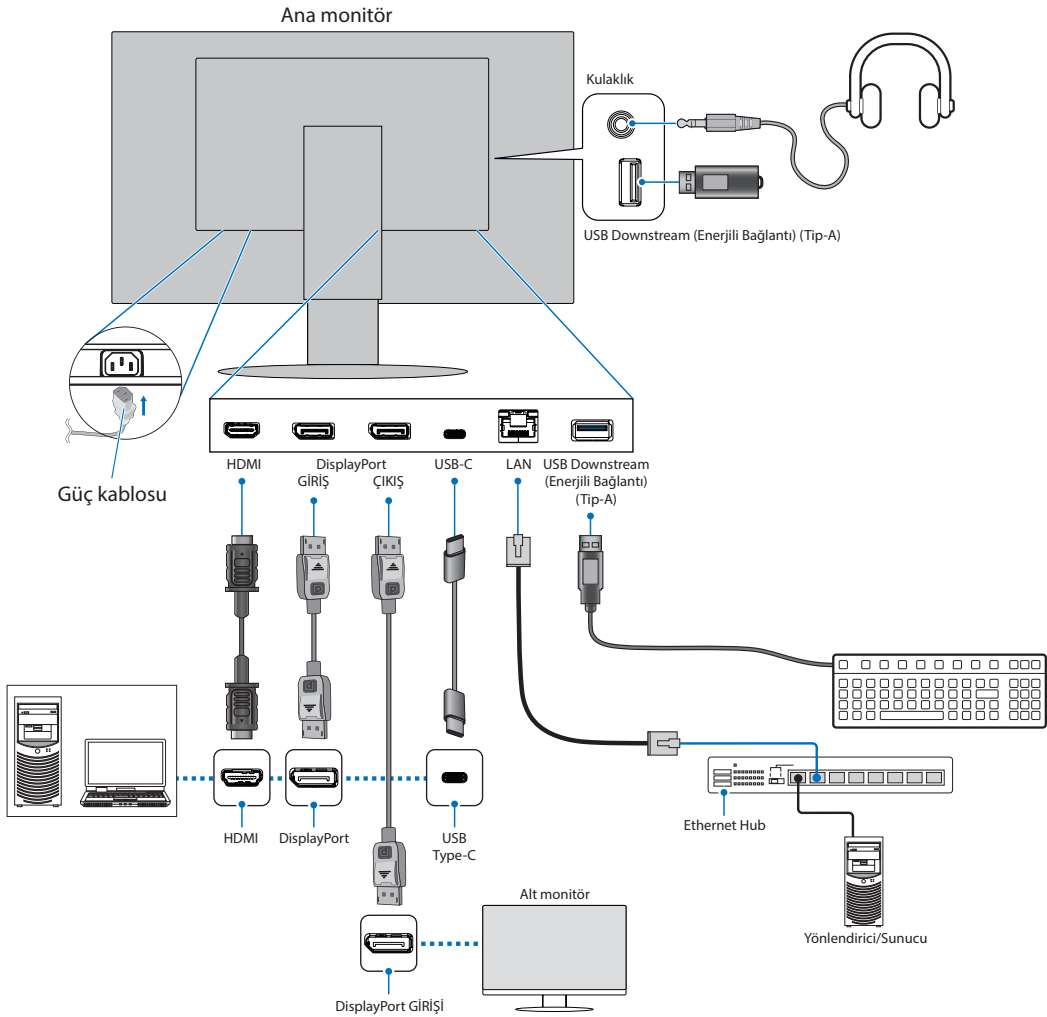 Ana monitör
Kulaklık
USB Downstream (Enerjili Bağlantı) (Tip-A)
Güç kablosu
HDMI
DisplayPort
GİRİŞ
ÇIKIŞ
USB-C
LAN
USB Downstream
(Enerjili Bağlantı)
(Tip-A)
HDMI
DisplayPort
USB
Type-C
Ethernet Hub
Yönlendirici/Sunucu
Alt monitör
DisplayPort GİRİŞİ